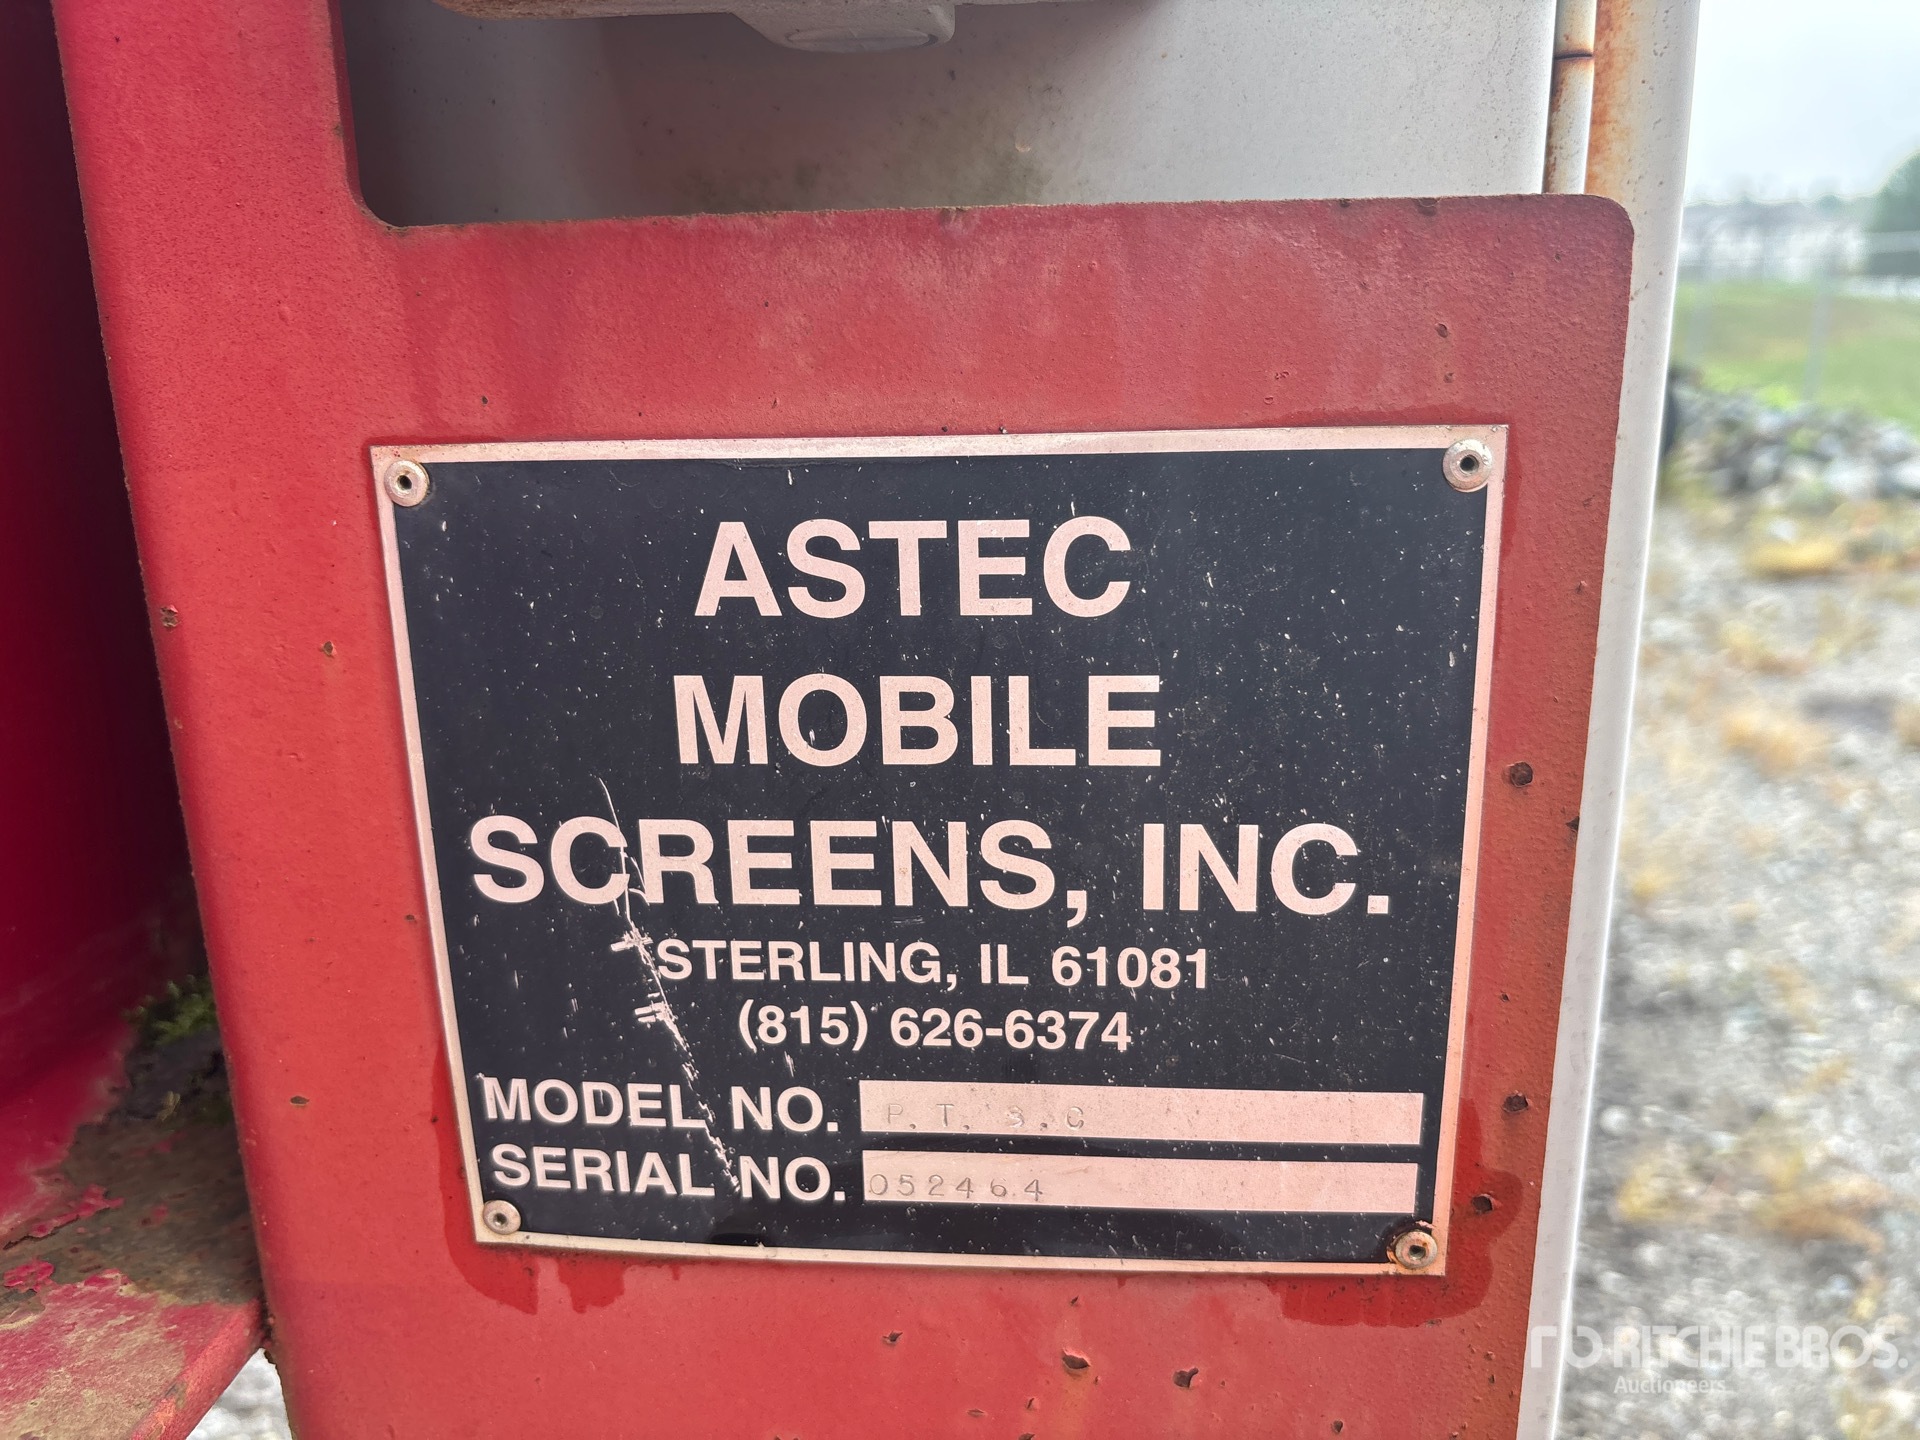 ASTEC
MOBILE
SCREENS, INC.
STERLING, IL 61081
(815) 626-6374
MODEL NO. P.T. S.C
SERIAL NO. 052464
RITCHIE BROS.
Auctioneers